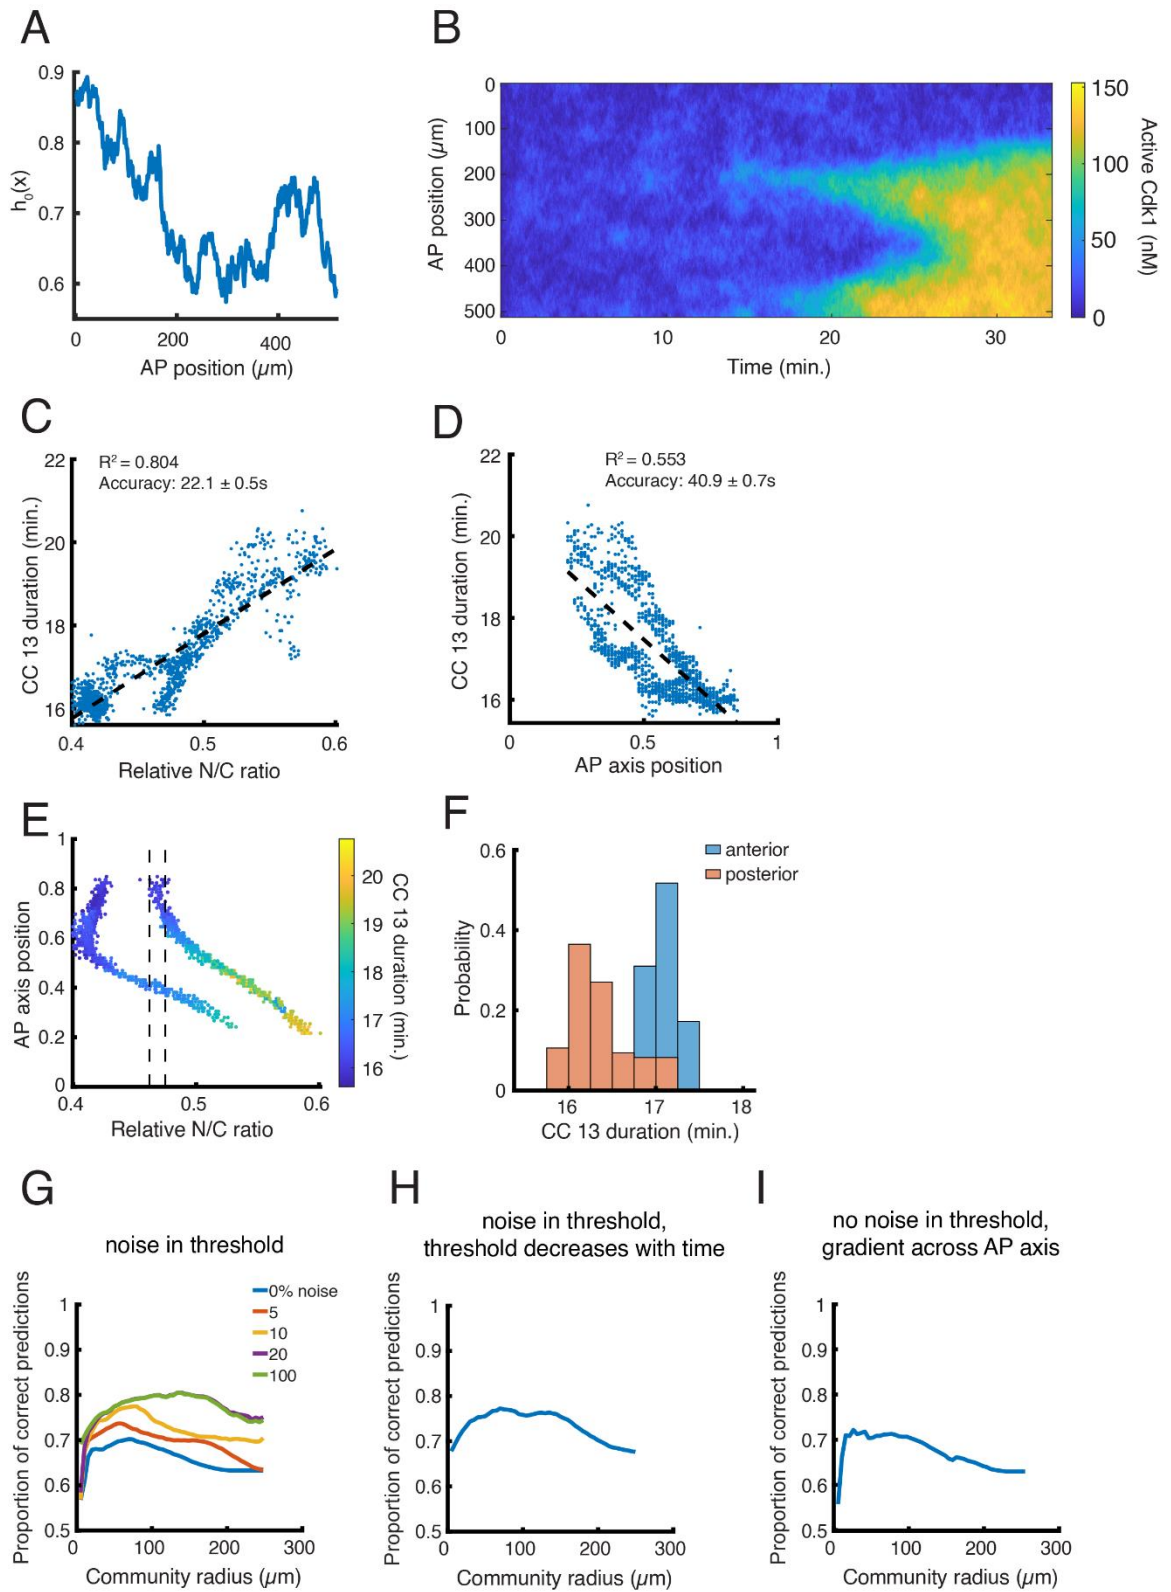 A
0.9
0.8
0.7
0.6
h₀(x)
0
200
400
AP position (µm)
B
0
100
200
300
400
500
AP position (µm)
0
10
20
30
Time (min.)
150
100
50
0
Active Cdk1 (nM)
C
R² = 0.804
Accuracy: 22.1 ± 0.5s
22
20
18
16
CC 13 duration (min.)
0.4
0.5
0.6
Relative N/C ratio
D
R² = 0.553
Accuracy: 40.9 ± 0.7s
22
20
18
16
CC 13 duration (min.)
0
0.5
1
AP axis position
E
1
0.8
0.6
0.4
0.2
0
AP axis position
0.4
0.5
0.6
Relative N/C ratio
20
19
18
17
16
CC 13 duration (min.)
F
anterior
posterior
0.6
0.4
0.2
0
Probability
16
17
18
CC 13 duration (min.)
G
noise in threshold
0% noise
5
10
20
100
1
0.9
0.8
0.7
0.6
0.5
Proportion of correct predictions
0
100
200
300
Community radius (µm)
H
noise in threshold,
threshold decreases with time
1
0.9
0.8
0.7
0.6
0.5
Proportion of correct predictions
0
100
200
300
Community radius (µm)
I
no noise in threshold,
gradient across AP axis
1
0.9
0.8
0.7
0.6
0.5
Proportion of correct predictions
0
100
200
300
Community radius (µm)